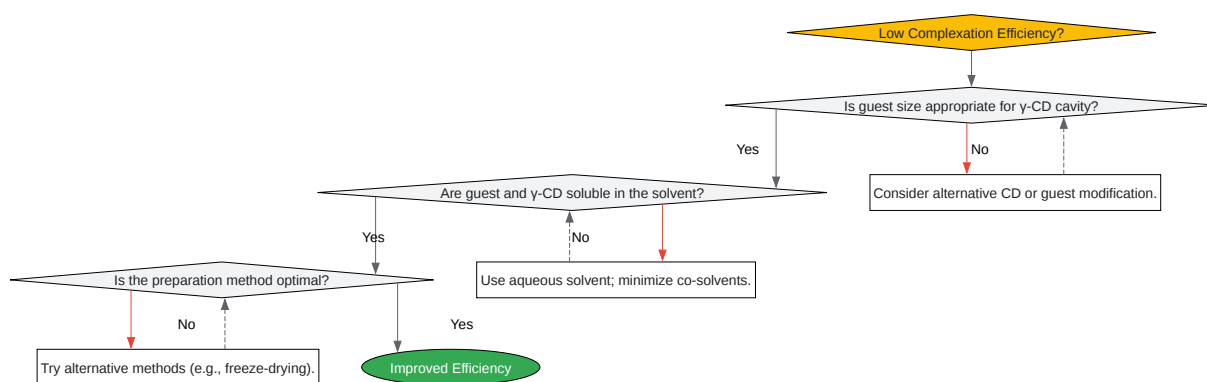 Low Complexation Efficiency?
Is guest size appropriate for γ-CD cavity?
Yes
No
Are guest and γ-CD soluble in the solvent?
Consider alternative CD or guest modification.
Yes
No
Is the preparation method optimal?
Use aqueous solvent; minimize co-solvents.
No
Yes
Try alternative methods (e.g., freeze-drying).
Improved Efficiency